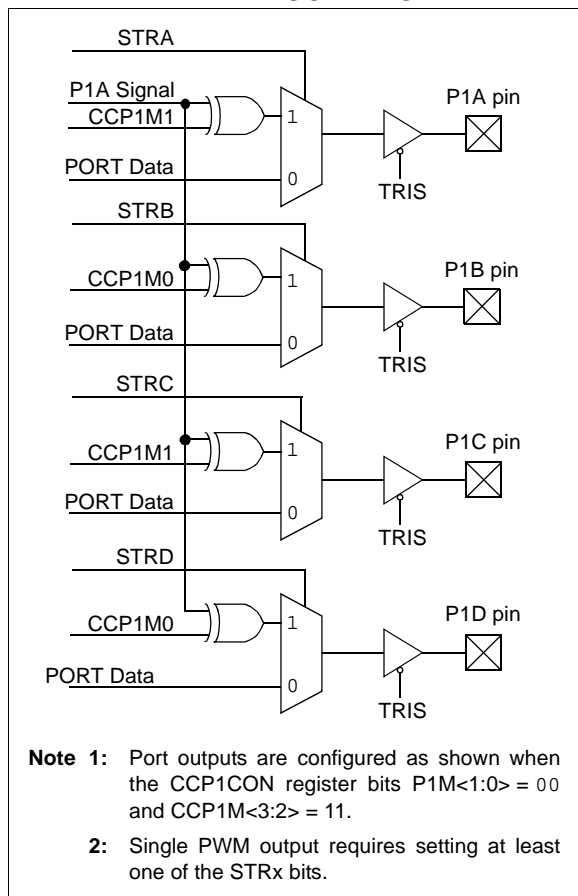 STRA
P1A Signal
P1A pin
CCP1M1
1
PORT Data
0
TRIS
STRB
P1B pin
CCP1M0
1
PORT Data
0
TRIS
STRC
P1C pin
CCP1M1
1
PORT Data
0
TRIS
STRD
P1D pin
CCP1M0
1
PORT Data
0
TRIS
Note 1: Port outputs are configured as shown when
the CCP1CON register bits P1M<1:0> = 00
and CCP1M<3:2> = 11.
2: Single PWM output requires setting at least
one of the STRx bits.